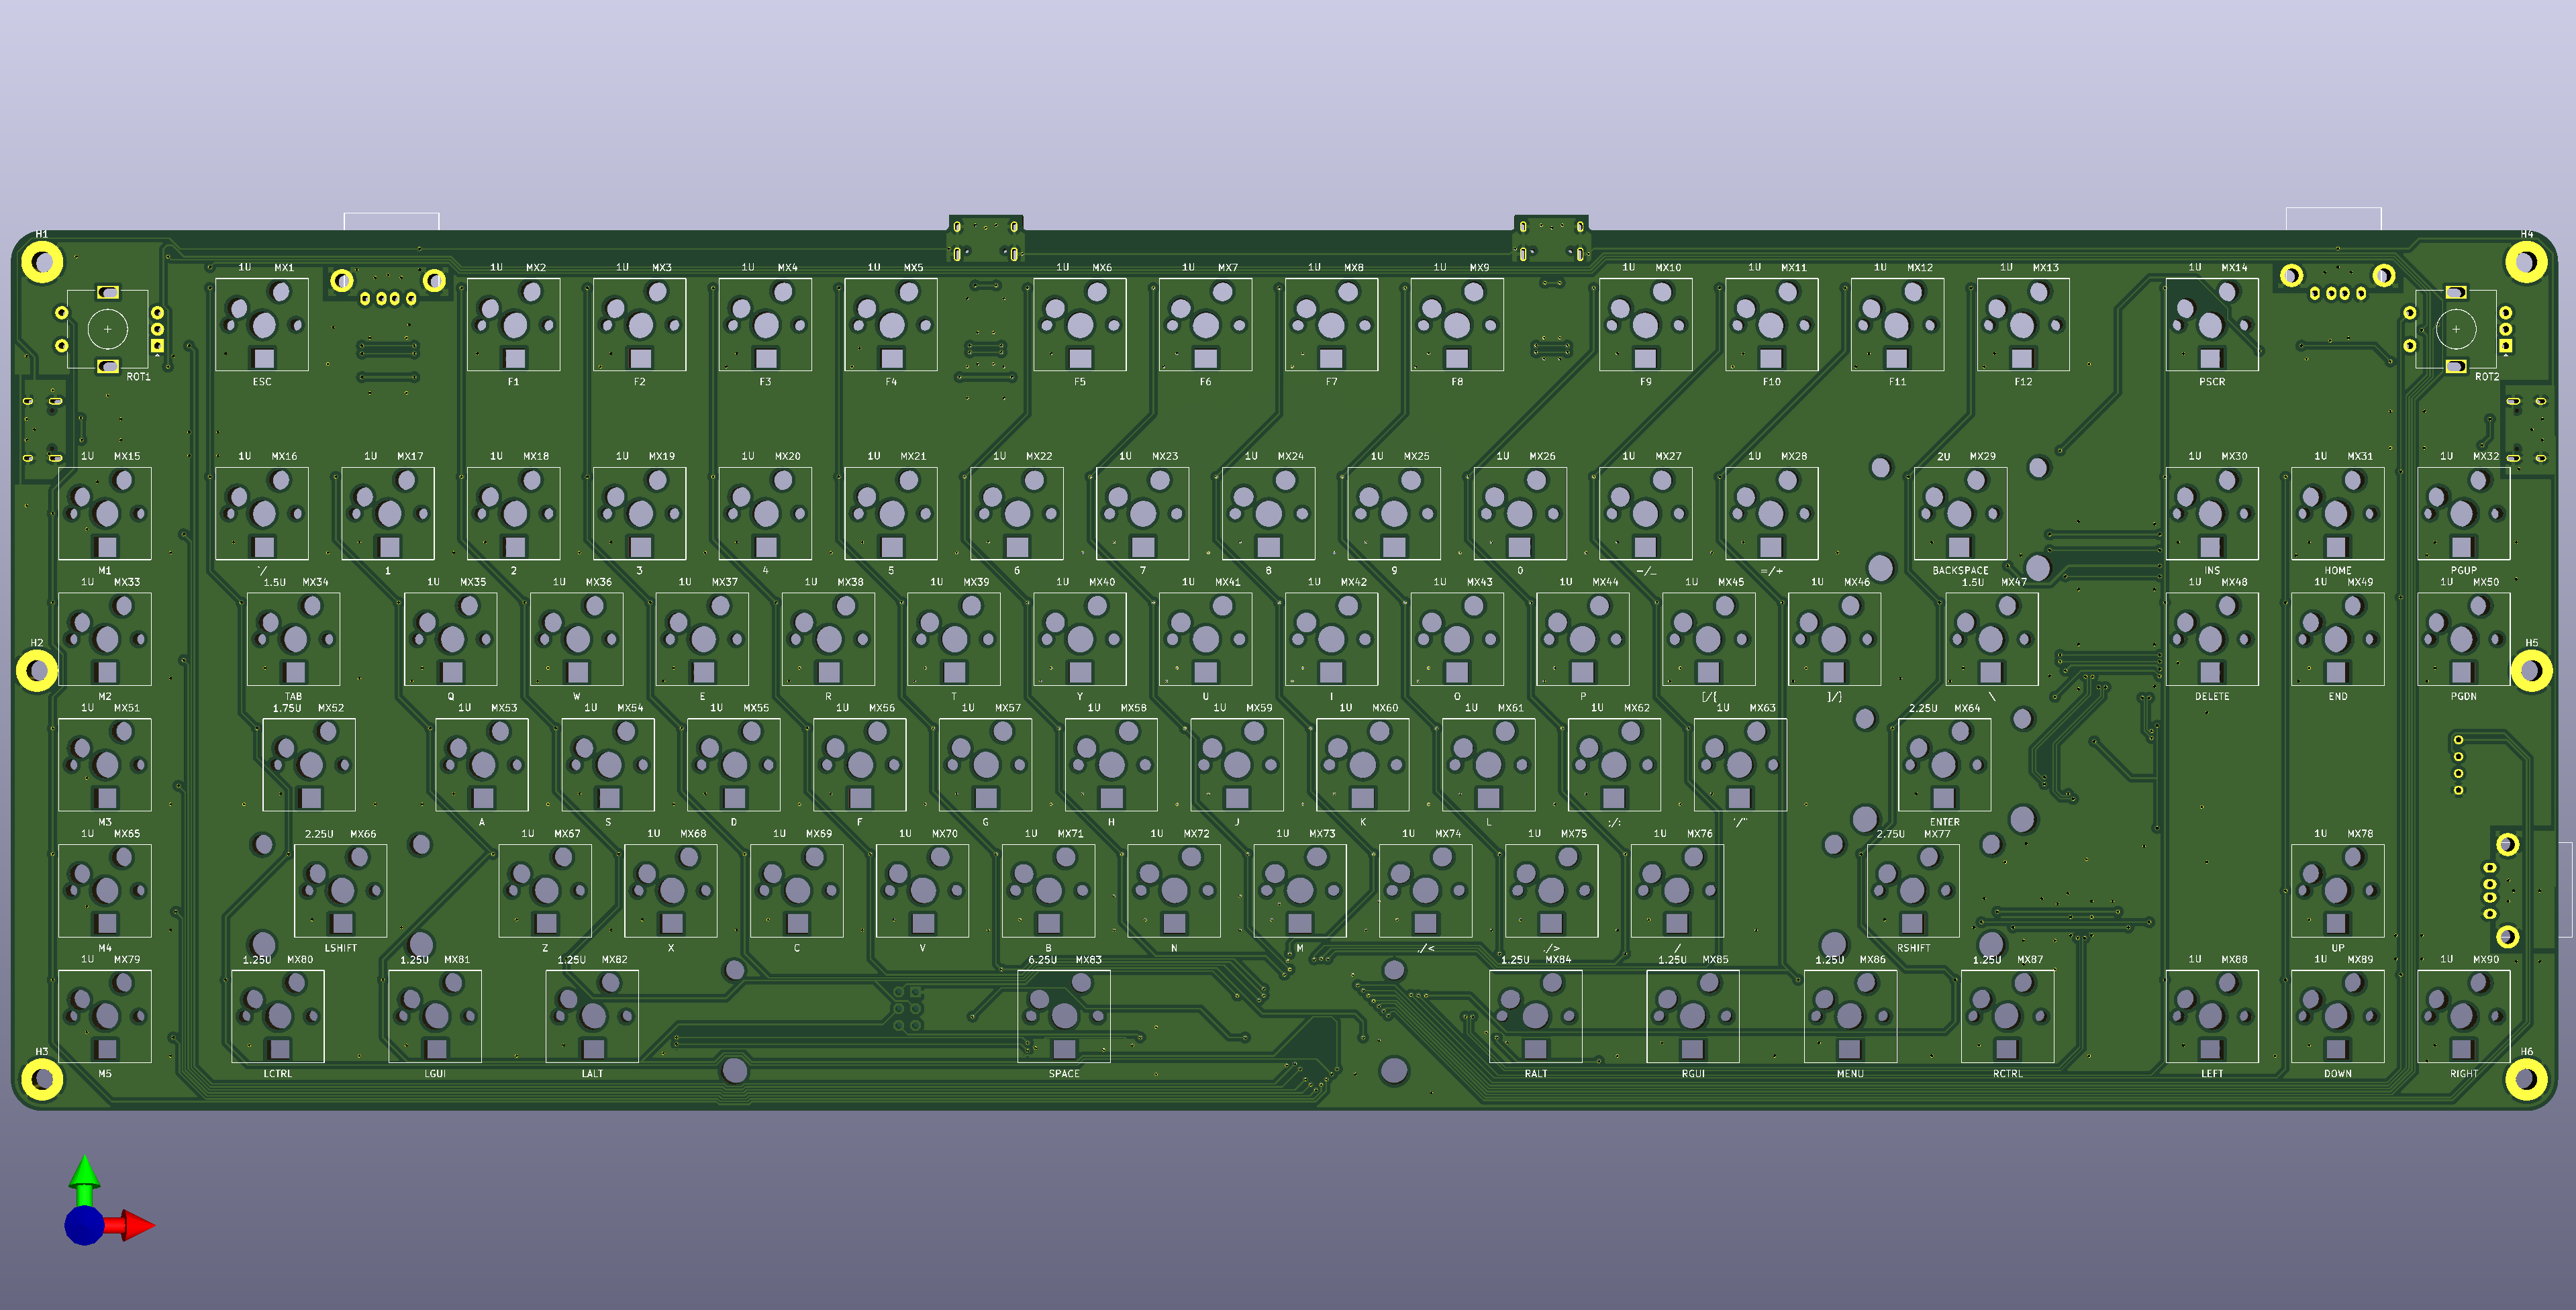 H1 H4
1U MX1 1U MX2 1U MX3 1U MX4 1U MX5 1U MX6 1U MX7 1U MX8 1U MX9 1U MX10 1U MX11 1U MX12 1U MX13 1U MX14
ROT1 ESC F1 F2 F3 F4 F5 F6 F7 F8 F9 F10 F11 F12 PSCR ROT2
1U MX15 1U MX16 1U MX17 1U MX18 1U MX19 1U MX20 1U MX21 1U MX22 1U MX23 1U MX24 1U MX25 1U MX26 1U MX27 1U MX28 2U MX29 1U MX30 1U MX31 1U MX32
M1 `/ 1 2 3 4 5 6 7 8 9 0 -/_ =/+ BACKSPACE INS HOME PGUP
1U MX33 1.5U MX34 1U MX35 1U MX36 1U MX37 1U MX38 1U MX39 1U MX40 1U MX41 1U MX42 1U MX43 1U MX44 1U MX45 1U MX46 1.5U MX47 1U MX48 1U MX49 1U MX50
H2 H5
M2 TAB Q W E R T Y U I O P [/{ ]/} \ DELETE END PGDN
1U MX51 1.75U MX52 1U MX53 1U MX54 1U MX55 1U MX56 1U MX57 1U MX58 1U MX59 1U MX60 1U MX61 1U MX62 1U MX63 2.25U MX64
M3 A S D F G H J K L ;/: '/" ENTER
1U MX65 2.25U MX66 1U MX67 1U MX68 1U MX69 1U MX70 1U MX71 1U MX72 1U MX73 1U MX74 1U MX75 1U MX76 2.75U MX77 1U MX78
M4 LSHIFT Z X C V B N M ,/< ./> / RSHIFT UP
1U MX79 1.25U MX80 1.25U MX81 1.25U MX82 6.25U MX83 1.25U MX84 1.25U MX85 1.25U MX86 1.25U MX87 1U MX88 1U MX89 1U MX90
H3 H6
M5 LCTRL LGUI LALT SPACE RALT RGUI MENU RCTRL LEFT DOWN RIGHT